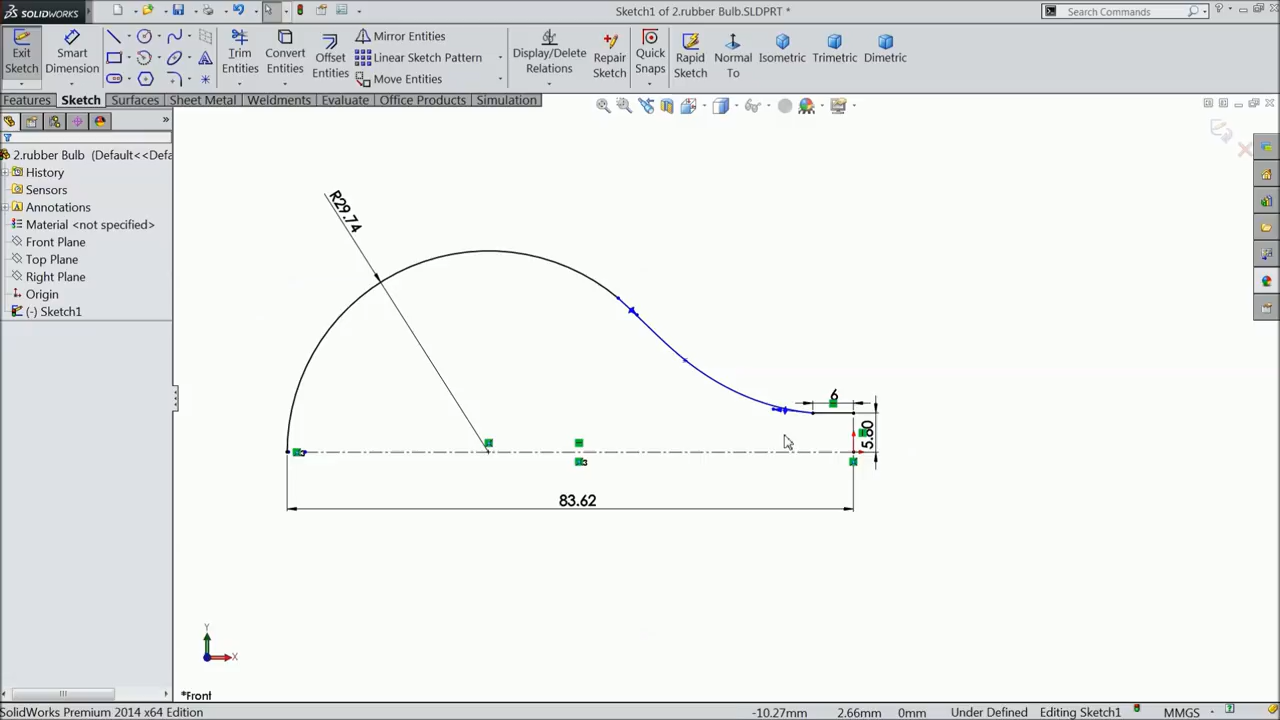 SOLIDWORKS
Sketch1 of 2.rubber Bulb.SLDPRT *
Search Commands
Exit Sketch
Smart Dimension
Trim Entities
Convert Entities
Offset Entities
Mirror Entities
Linear Sketch Pattern
Move Entities
Display/Delete Relations
Repair Sketch
Quick Snaps
Rapid Sketch
Normal To
Isometric
Trimetric
Dimetric
Features
Sketch
Surfaces
Sheet Metal
Weldments
Evaluate
Office Products
Simulation
2.rubber Bulb (Default<<Defa
History
Sensors
Annotations
Material <not specified>
Front Plane
Top Plane
Right Plane
Origin
(-) Sketch1
R29.74
6
5.80
83.62
Y
X
*Front
SolidWorks Premium 2014 x64 Edition
-10.27mm 2.66mm 0mm Under Defined Editing Sketch1 MMGS